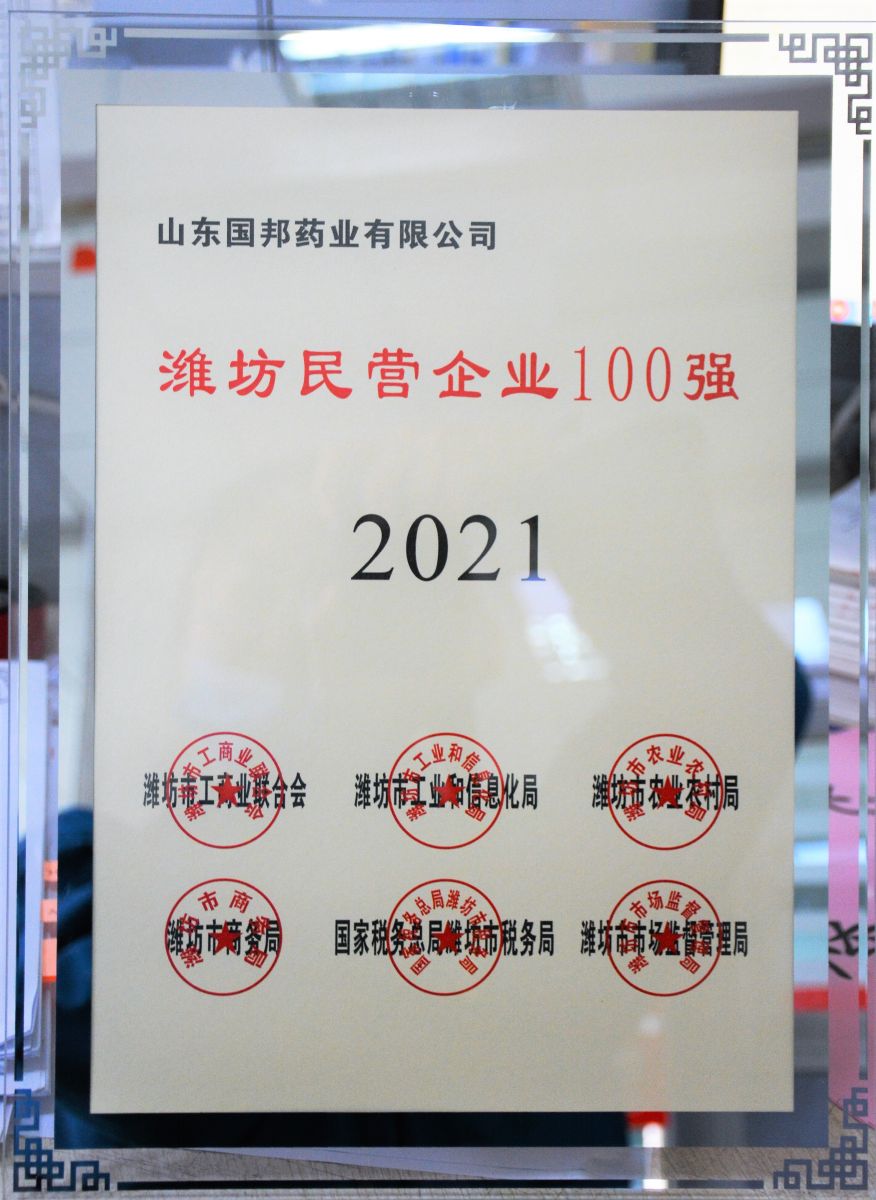 山东国邦药业有限公司
潍坊民营企业100强
2021
潍坊市工商业联合会 潍坊市工业和信息化局 潍坊市农业农村局
潍坊市商务局 国家税务总局潍坊市税务局 潍坊市市场监督管理局